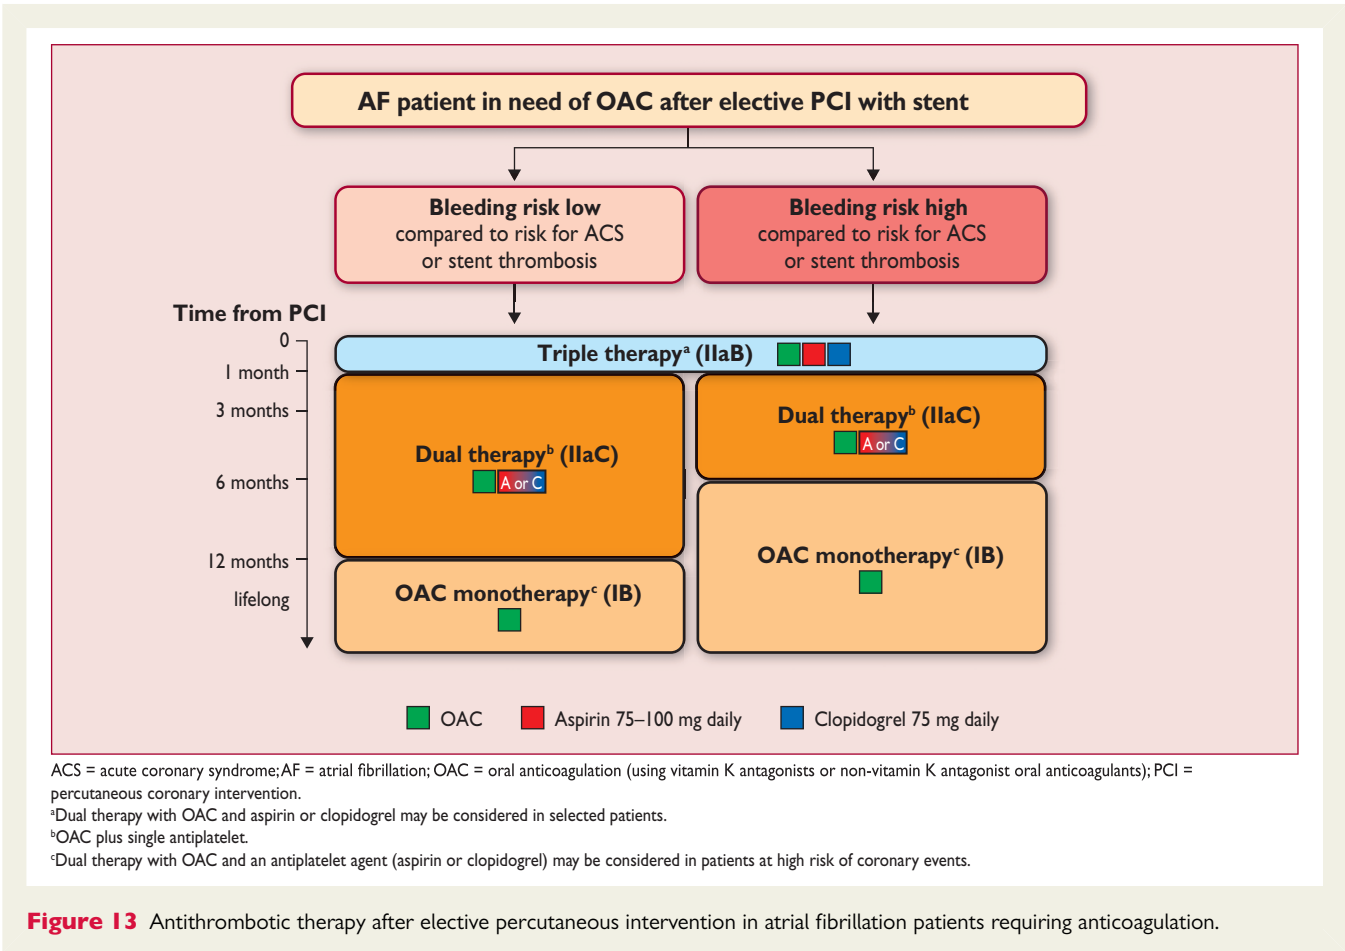 AF patient in need of OAC after elective PCI with stent
Bleeding risk low
compared to risk for ACS
or stent thrombosis
Bleeding risk high
compared to risk for ACS
or stent thrombosis
Time from PCI
0
1 month
3 months
6 months
12 months
lifelong
Triple therapyᵃ (IIaB)
Dual therapyᵇ (IIaC)
A or C
Dual therapyᵇ (IIaC)
A or C
OAC monotherapyᶜ (IB)
OAC monotherapyᶜ (IB)
OAC
Aspirin 75–100 mg daily
Clopidogrel 75 mg daily
ACS = acute coronary syndrome; AF = atrial fibrillation; OAC = oral anticoagulation (using vitamin K antagonists or non-vitamin K antagonist oral anticoagulants); PCI =
percutaneous coronary intervention.
ᵃDual therapy with OAC and aspirin or clopidogrel may be considered in selected patients.
ᵇOAC plus single antiplatelet.
ᶜDual therapy with OAC and an antiplatelet agent (aspirin or clopidogrel) may be considered in patients at high risk of coronary events.
Figure 13 Antithrombotic therapy after elective percutaneous intervention in atrial fibrillation patients requiring anticoagulation.